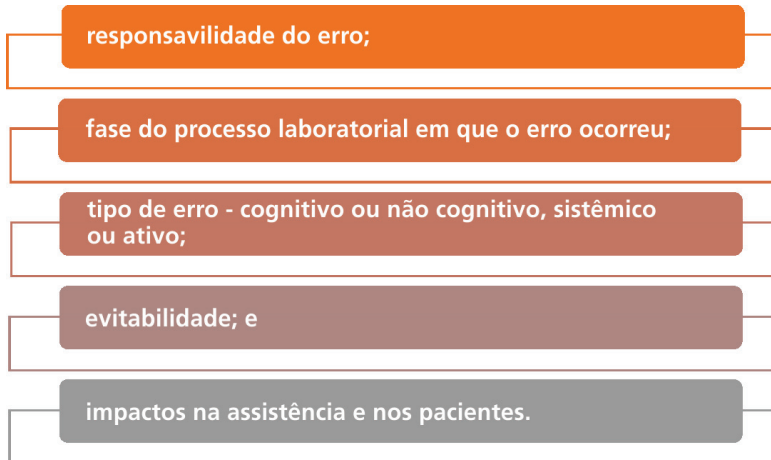 responsavilidade do erro;
fase do processo laboratorial em que o erro ocorreu;
tipo de erro - cognitivo ou não cognitivo, sistêmico
ou ativo;
evitabilidade; e
impactos na assistência e nos pacientes.